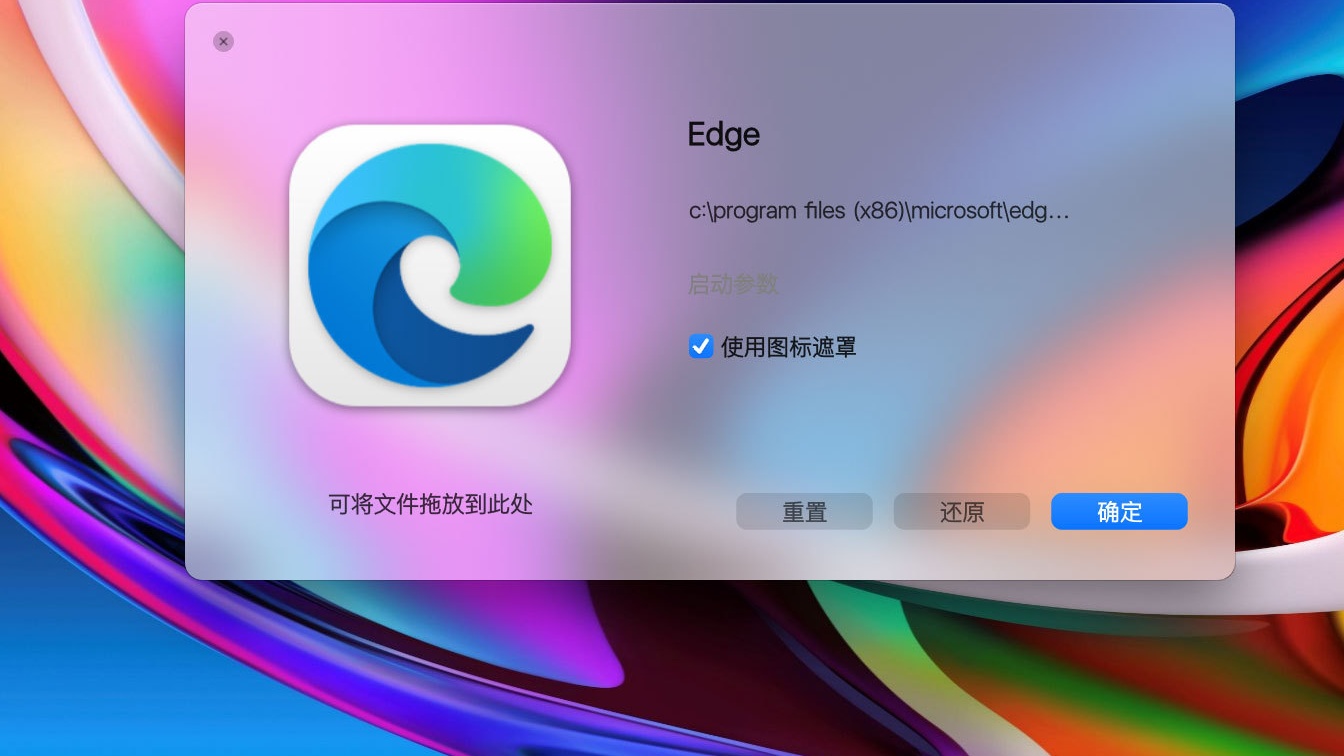 Edge
c:\program files (x86)\microsoft\edg...
启动参数
使用图标遮罩
可将文件拖放到此处
重置
还原
确定